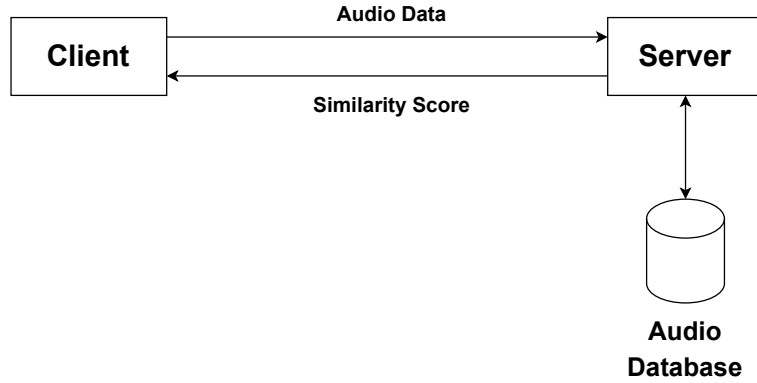 Audio Data
Client
Server
Similarity Score
Audio
Database